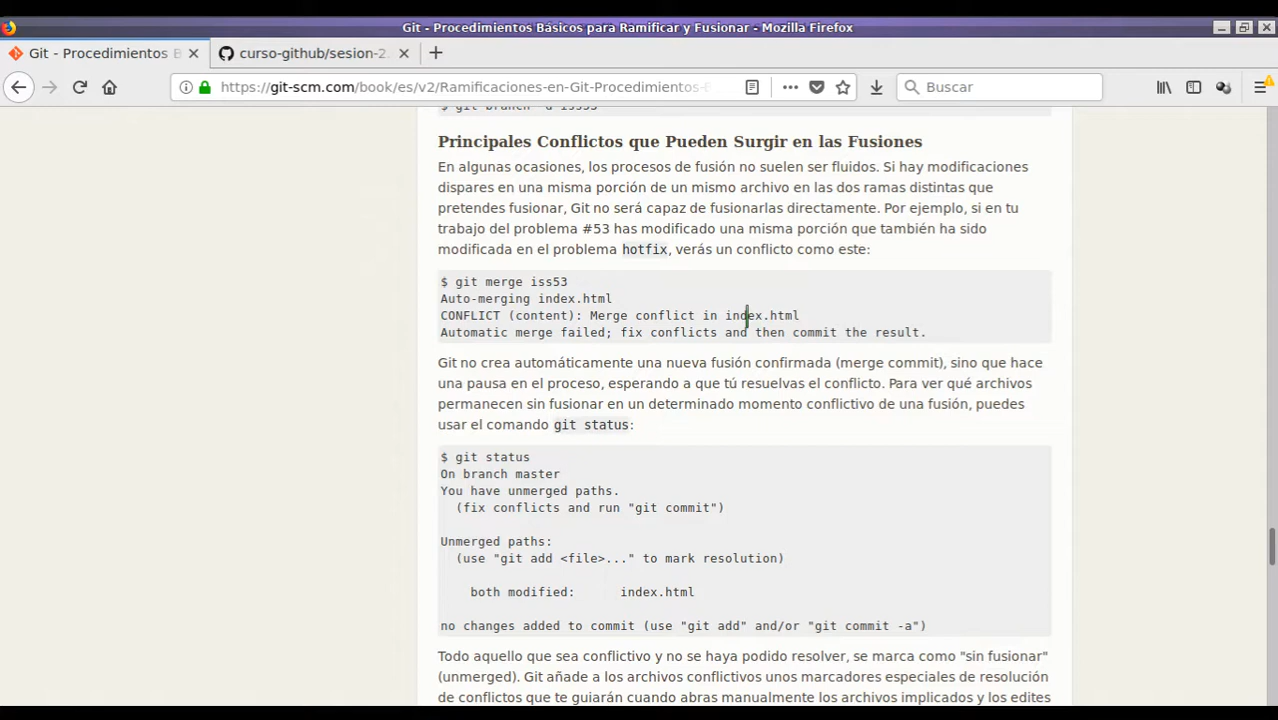 Git - Procedimientos Básicos para Ramificar y Fusionar - Mozilla Firefox
Git - Procedimientos B
curso-github/sesion-2.
https://git-scm.com/book/es/v2/Ramificaciones-en-Git-Procedimientos-
Buscar
$ git branch -d iss53
Principales Conflictos que Pueden Surgir en las Fusiones
En algunas ocasiones, los procesos de fusión no suelen ser fluidos. Si hay modificaciones
dispares en una misma porción de un mismo archivo en las dos ramas distintas que
pretendes fusionar, Git no será capaz de fusionarlas directamente. Por ejemplo, si en tu
trabajo del problema #53 has modificado una misma porción que también ha sido
modificada en el problema hotfix, verás un conflicto como este:
$ git merge iss53
Auto-merging index.html
CONFLICT (content): Merge conflict in index.html
Automatic merge failed; fix conflicts and then commit the result.
Git no crea automáticamente una nueva fusión confirmada (merge commit), sino que hace
una pausa en el proceso, esperando a que tú resuelvas el conflicto. Para ver qué archivos
permanecen sin fusionar en un determinado momento conflictivo de una fusión, puedes
usar el comando git status:
$ git status
On branch master
You have unmerged paths.
(fix conflicts and run "git commit")
Unmerged paths:
(use "git add <file>..." to mark resolution)
both modified: index.html
no changes added to commit (use "git add" and/or "git commit -a")
Todo aquello que sea conflictivo y no se haya podido resolver, se marca como "sin fusionar"
(unmerged). Git añade a los archivos conflictivos unos marcadores especiales de resolución
de conflictos que te guiarán cuando abras manualmente los archivos implicados y los edites